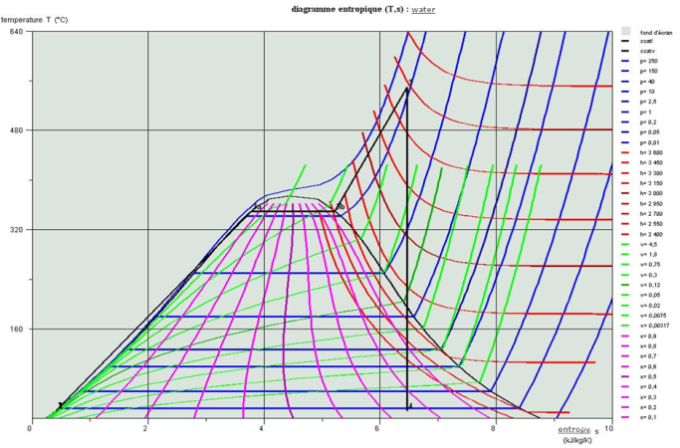 diagramme entropique (T,s) : water
temperature T (°C)
640
480
320
160
0
2
4
6
8
10
entropy s
(kJ/kg/K)
3b
4
fond d'écran
ssatl
ssatv
p= 250
p= 150
p= 40
p= 10
p= 2,5
p= 1
p= 0,2
p= 0,05
p= 0,01
h= 3 600
h= 3 450
h= 3 300
h= 3 150
h= 3 000
h= 2 850
h= 2 700
h= 2 550
h= 2 400
v= 4,5
v= 1,8
v= 0,75
v= 0,3
v= 0,12
v= 0,05
v= 0,02
v= 0,0075
v= 0,00317
x= 0,9
x= 0,8
x= 0,7
x= 0,6
x= 0,5
x= 0,4
x= 0,3
x= 0,2
x= 0,1